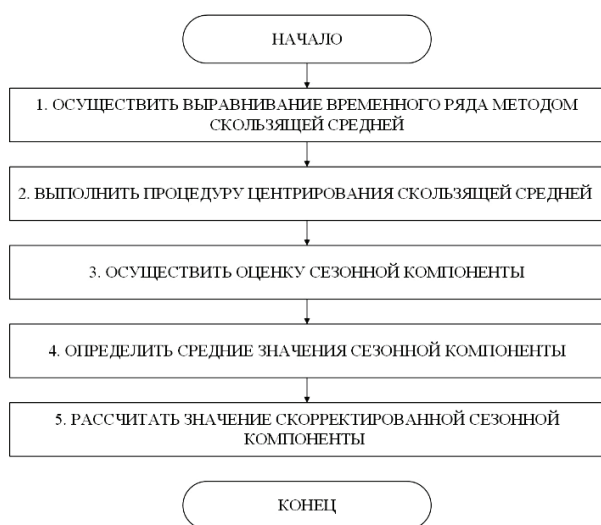 НАЧАЛО
1. ОСУЩЕСТВИТЬ ВЫРАВНИВАНИЕ ВРЕМЕННОГО РЯДА МЕТОДОМ
СКОЛЬЗЯЩЕЙ СРЕДНЕЙ
2. ВЫПОЛНИТЬ ПРОЦЕДУРУ ЦЕНТРИРОВАНИЯ СКОЛЬЗЯЩЕЙ СРЕДНЕЙ
3. ОСУЩЕСТВИТЬ ОЦЕНКУ СЕЗОННОЙ КОМПОНЕНТЫ
4. ОПРЕДЕЛИТЬ СРЕДНИЕ ЗНАЧЕНИЯ СЕЗОННОЙ КОМПОНЕНТЫ
5. РАССЧИТАТЬ ЗНАЧЕНИЕ СКОРРЕКТИРОВАННОЙ СЕЗОННОЙ
КОМПОНЕНТЫ
КОНЕЦ